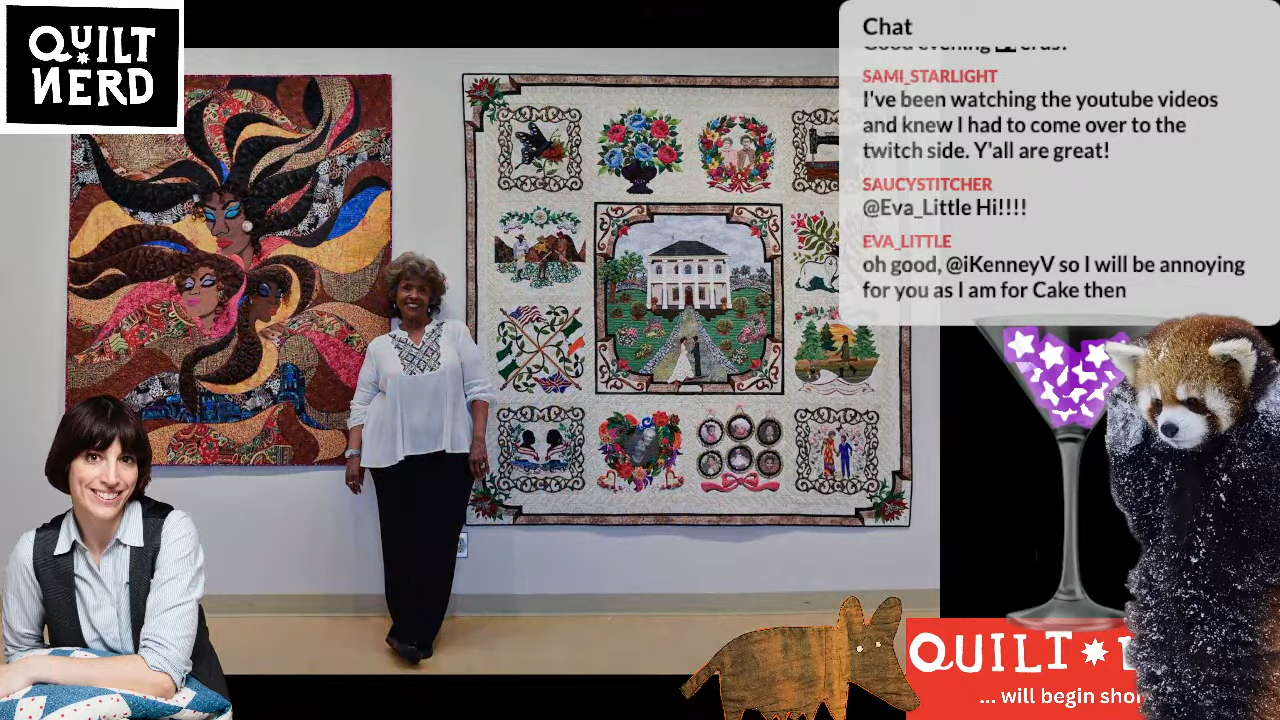 QUILT
NERD
Chat
Good evening
SAMI_STARLIGHT
I've been watching the youtube videos
and knew I had to come over to the
twitch side. Y'all are great!
SAUCYSTITCHER
@Eva_Little Hi!!!!
EVA_LITTLE
oh good, @iKenneyV so I will be annoying
for you as I am for Cake then
QUILT
... will begin